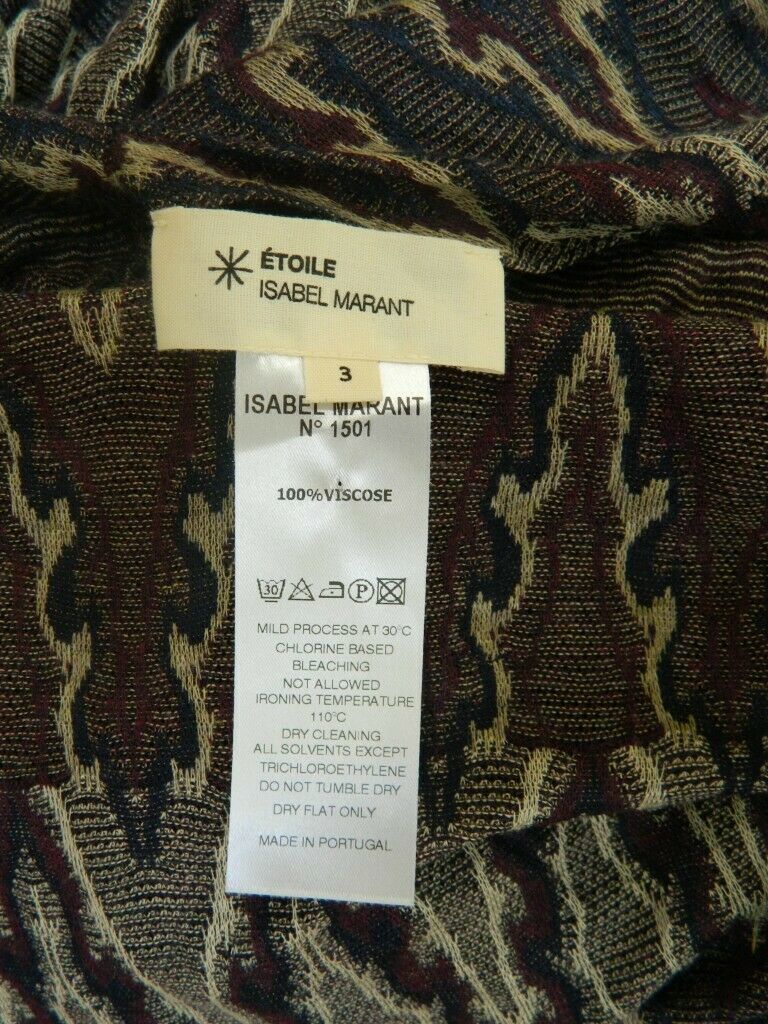 ÉTOILE
ISABEL MARANT
3
ISABEL MARANT
N° 1501
100%VISCOSE
30 P
MILD PROCESS AT 30°C
CHLORINE BASED
BLEACHING
NOT ALLOWED
IRONING TEMPERATURE
110°C
DRY CLEANING
ALL SOLVENTS EXCEPT
TRICHLOROETHYLENE
DO NOT TUMBLE DRY
DRY FLAT ONLY
MADE IN PORTUGAL